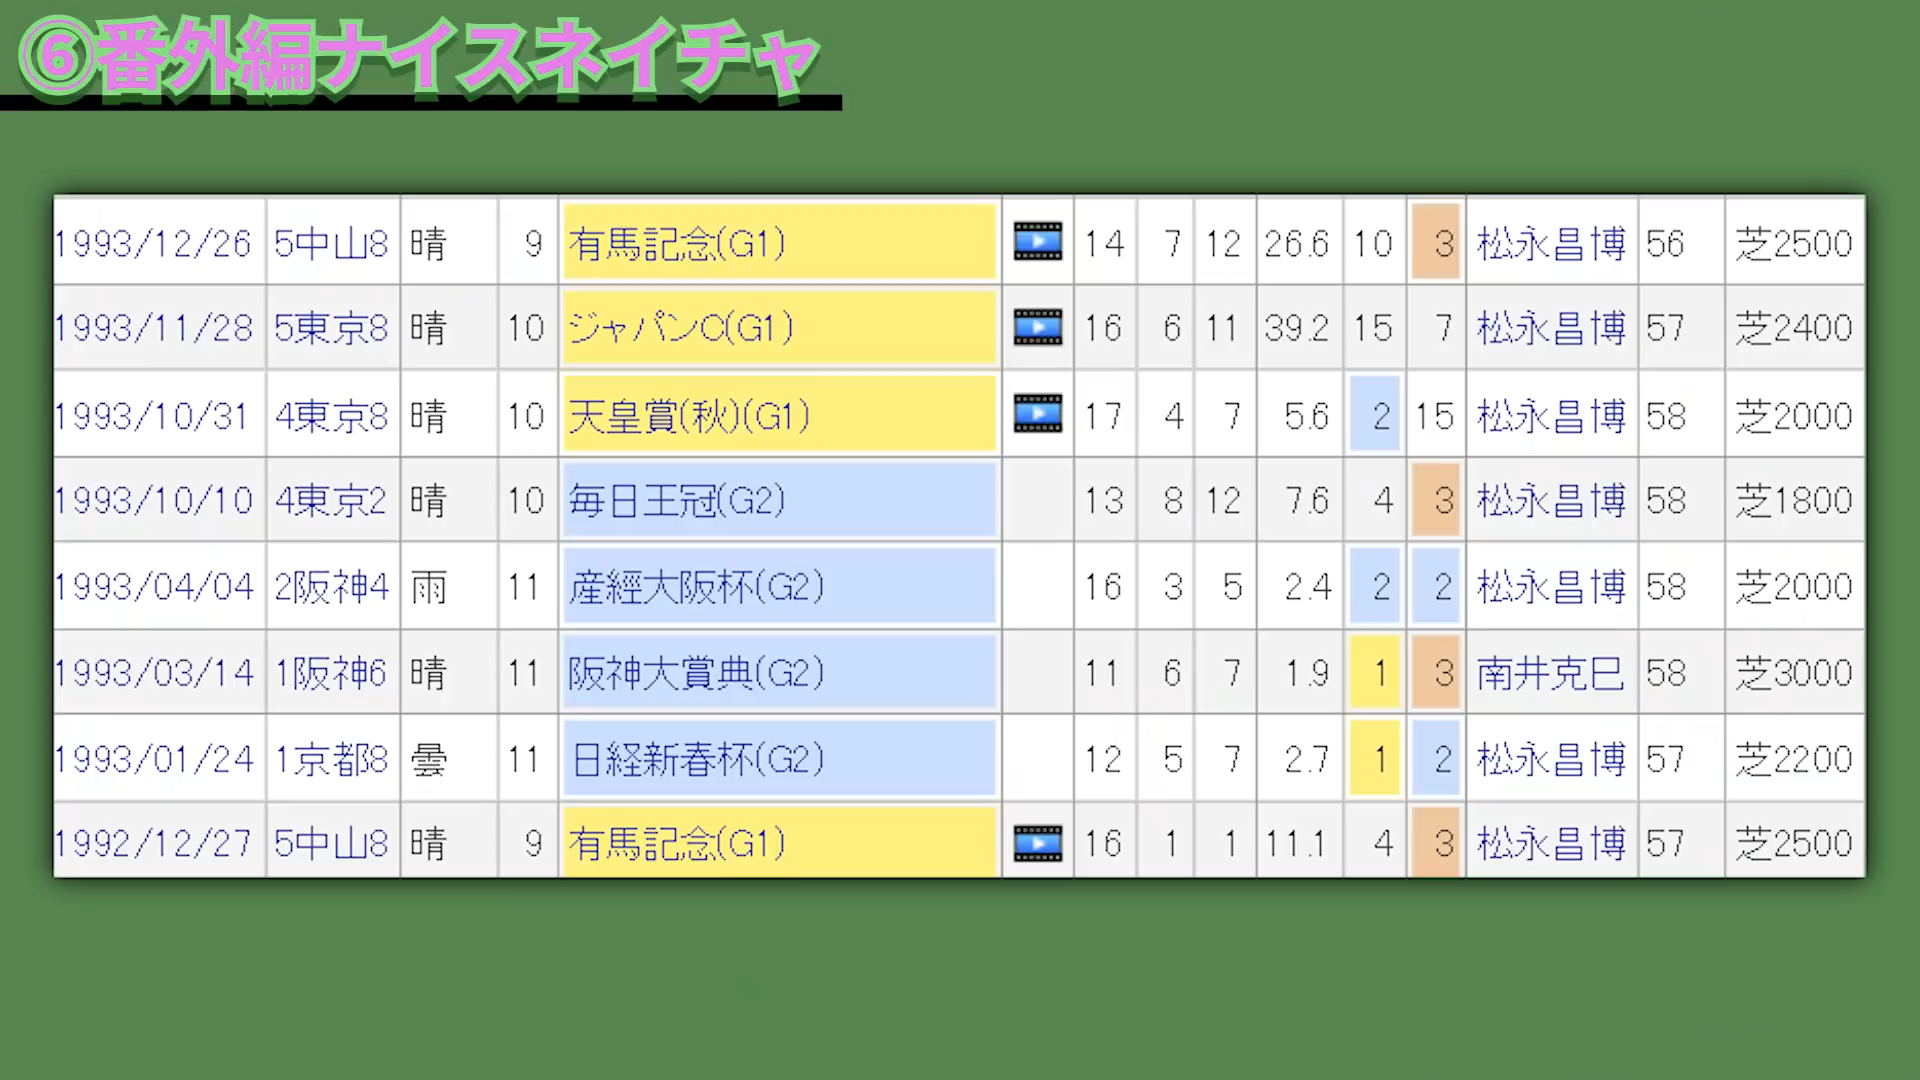 ⑥番外編ナイスネイチャ
1993/12/26 5中山8 晴 9 有馬記念(G1) 14 7 12 26.6 10 3 松永昌博 56 芝2500
1993/11/28 5東京8 晴 10 ジャパンC(G1) 16 6 11 39.2 15 7 松永昌博 57 芝2400
1993/10/31 4東京8 晴 10 天皇賞(秋)(G1) 17 4 7 5.6 2 15 松永昌博 58 芝2000
1993/10/10 4東京2 晴 10 毎日王冠(G2) 13 8 12 7.6 4 3 松永昌博 58 芝1800
1993/04/04 2阪神4 雨 11 産經大阪杯(G2) 16 3 5 2.4 2 2 松永昌博 58 芝2000
1993/03/14 1阪神6 晴 11 阪神大賞典(G2) 11 6 7 1.9 1 3 南井克巳 58 芝3000
1993/01/24 1京都8 曇 11 日経新春杯(G2) 12 5 7 2.7 1 2 松永昌博 57 芝2200
1992/12/27 5中山8 晴 9 有馬記念(G1) 16 1 1 11.1 4 3 松永昌博 57 芝2500